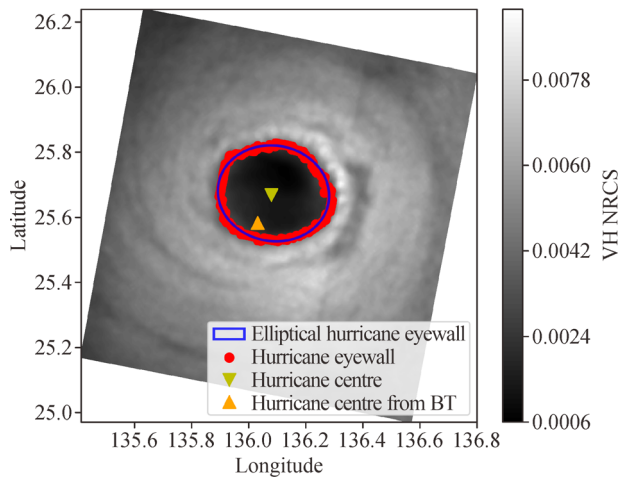 26.2
26.0
25.8
25.6
25.4
25.2
25.0
Latitude
135.6 135.8 136.0 136.2 136.4 136.6 136.8
Longitude
Elliptical hurricane eyewall
Hurricane eyewall
Hurricane centre
Hurricane centre from BT
0.0078
0.0060
0.0042
0.0024
0.0006
VH NRCS